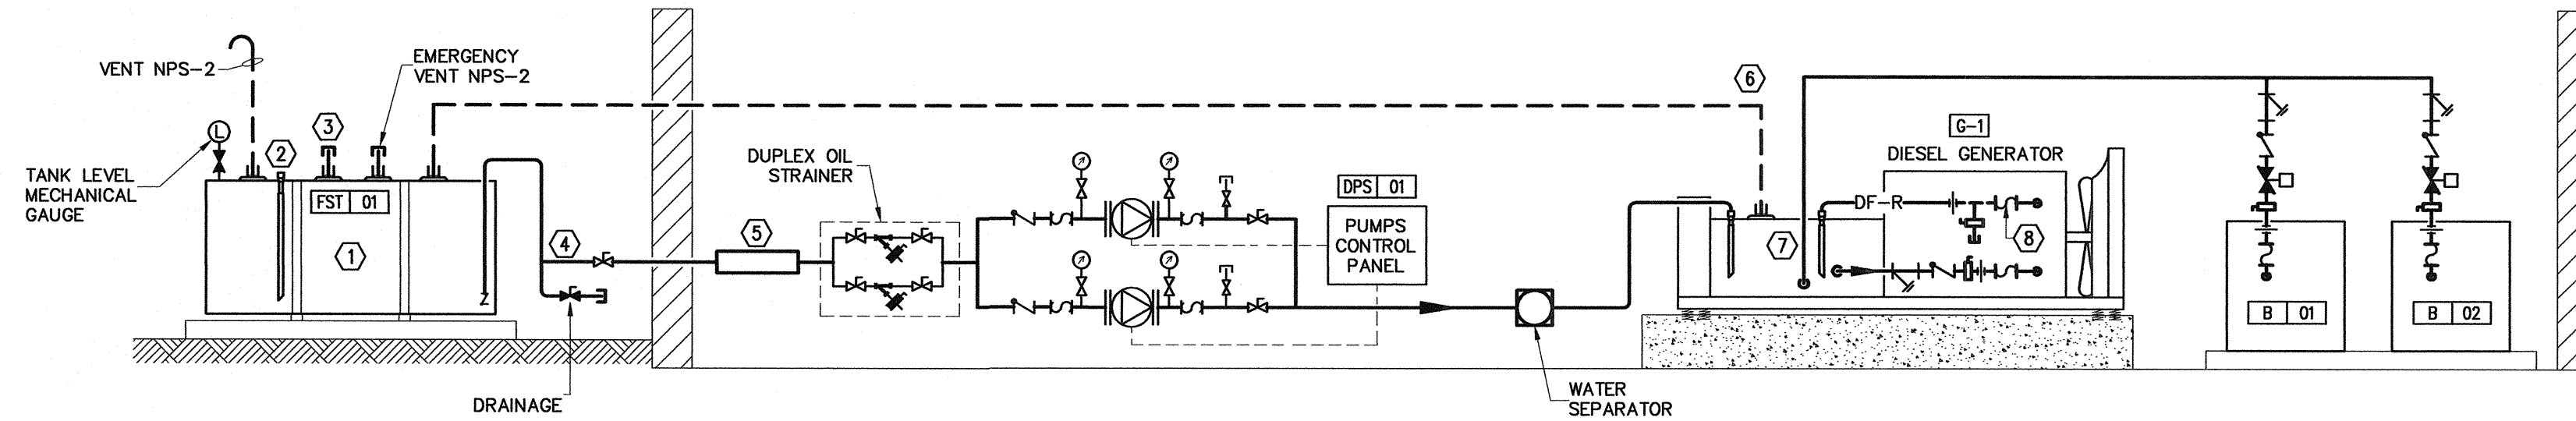 VENT NPS-2
EMERGENCY
VENT NPS-2
L
TANK LEVEL
MECHANICAL
GAUGE
2
3
FST 01
1
4
DRAINAGE
5
DUPLEX OIL
STRAINER
DPS 01
PUMPS
CONTROL
PANEL
WATER
SEPARATOR
6
7
G-1
DIESEL GENERATOR
DF-R
8
B 01
B 02